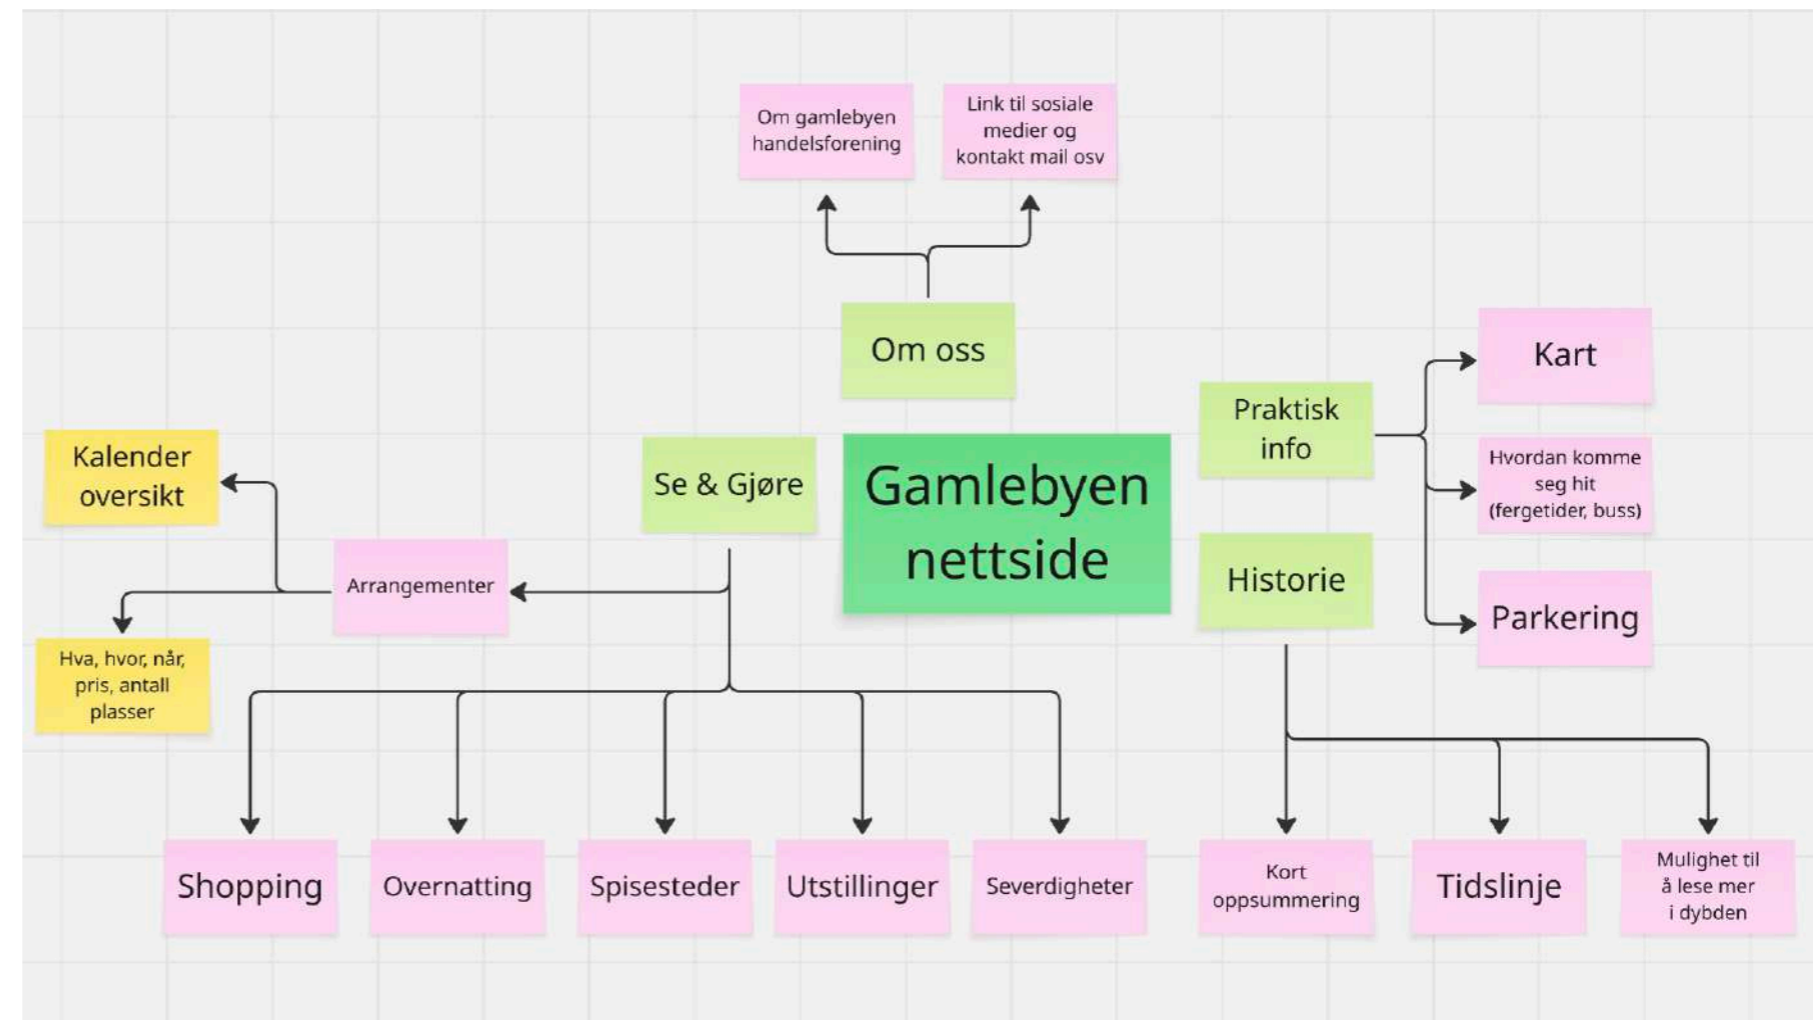 Om gamlebyen
handelsforening
Link til sosiale
medier og
kontakt mail osv
Om oss
Kart
Praktisk
info
Hvordan komme
seg hit
(fergetider, buss)
Kalender
oversikt
Se & Gjøre
Gamlebyen
nettside
Historie
Parkering
Arrangementer
Hva, hvor, når,
pris, antall
plasser
Shopping
Overnatting
Spisesteder
Utstillinger
Severdigheter
Kort
oppsummering
Tidslinje
Mulighet til
å lese mer
i dybden